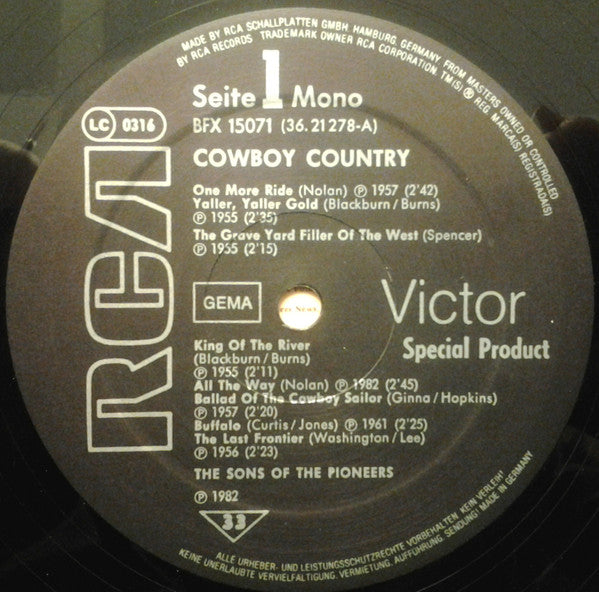 MADE BY RCA SCHALLPLATTEN GMBH, HAMBURG, GERMANY FROM MASTERS OWNED OR CONTROLLED
BY RCA RECORDS TRADEMARK OWNER RCA CORPORATION, TM(S) ® REG. MARCA(S) REGISTRADA(S)
Seite 1 Mono
LC 0316
BFX 15071 (36.21278-A)
COWBOY COUNTRY
One More Ride (Nolan) ℗ 1957 (2'42)
Yaller, Yaller Gold (Blackburn/Burns)
℗ 1955 (2'35)
The Grave Yard Filler Of The West (Spencer)
℗ 1955 (2'15)
RCA
GEMA
Victor
Special Product
King Of The River
(Blackburn/Burns)
℗ 1955 (2'11)
All The Way (Nolan) ℗ 1982 (2'45)
Ballad Of The Cowboy Sailor (Ginna/Hopkins)
℗ 1957 (2'20)
Buffalo (Curtis/Jones) ℗ 1961 (2'25)
The Last Frontier (Washington/Lee)
℗ 1956 (2'23)
THE SONS OF THE PIONEERS
℗ 1982
33
ALLE URHEBER- UND LEISTUNGSSCHUTZRECHTE VORBEHALTEN. KEIN VERLEIH!
KEINE UNERLAUBTE VERVIELFÄLTIGUNG, VERMIETUNG, AUFFÜHRUNG, SENDUNG! MADE IN GERMANY